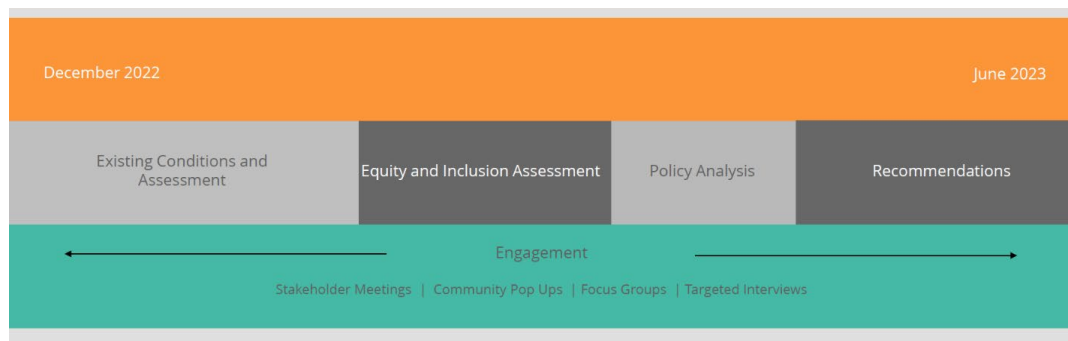 December 2022
June 2023
Existing Conditions and
Assessment
Equity and Inclusion Assessment
Policy Analysis
Recommendations
Engagement
Stakeholder Meetings | Community Pop Ups | Focus Groups | Targeted Interviews